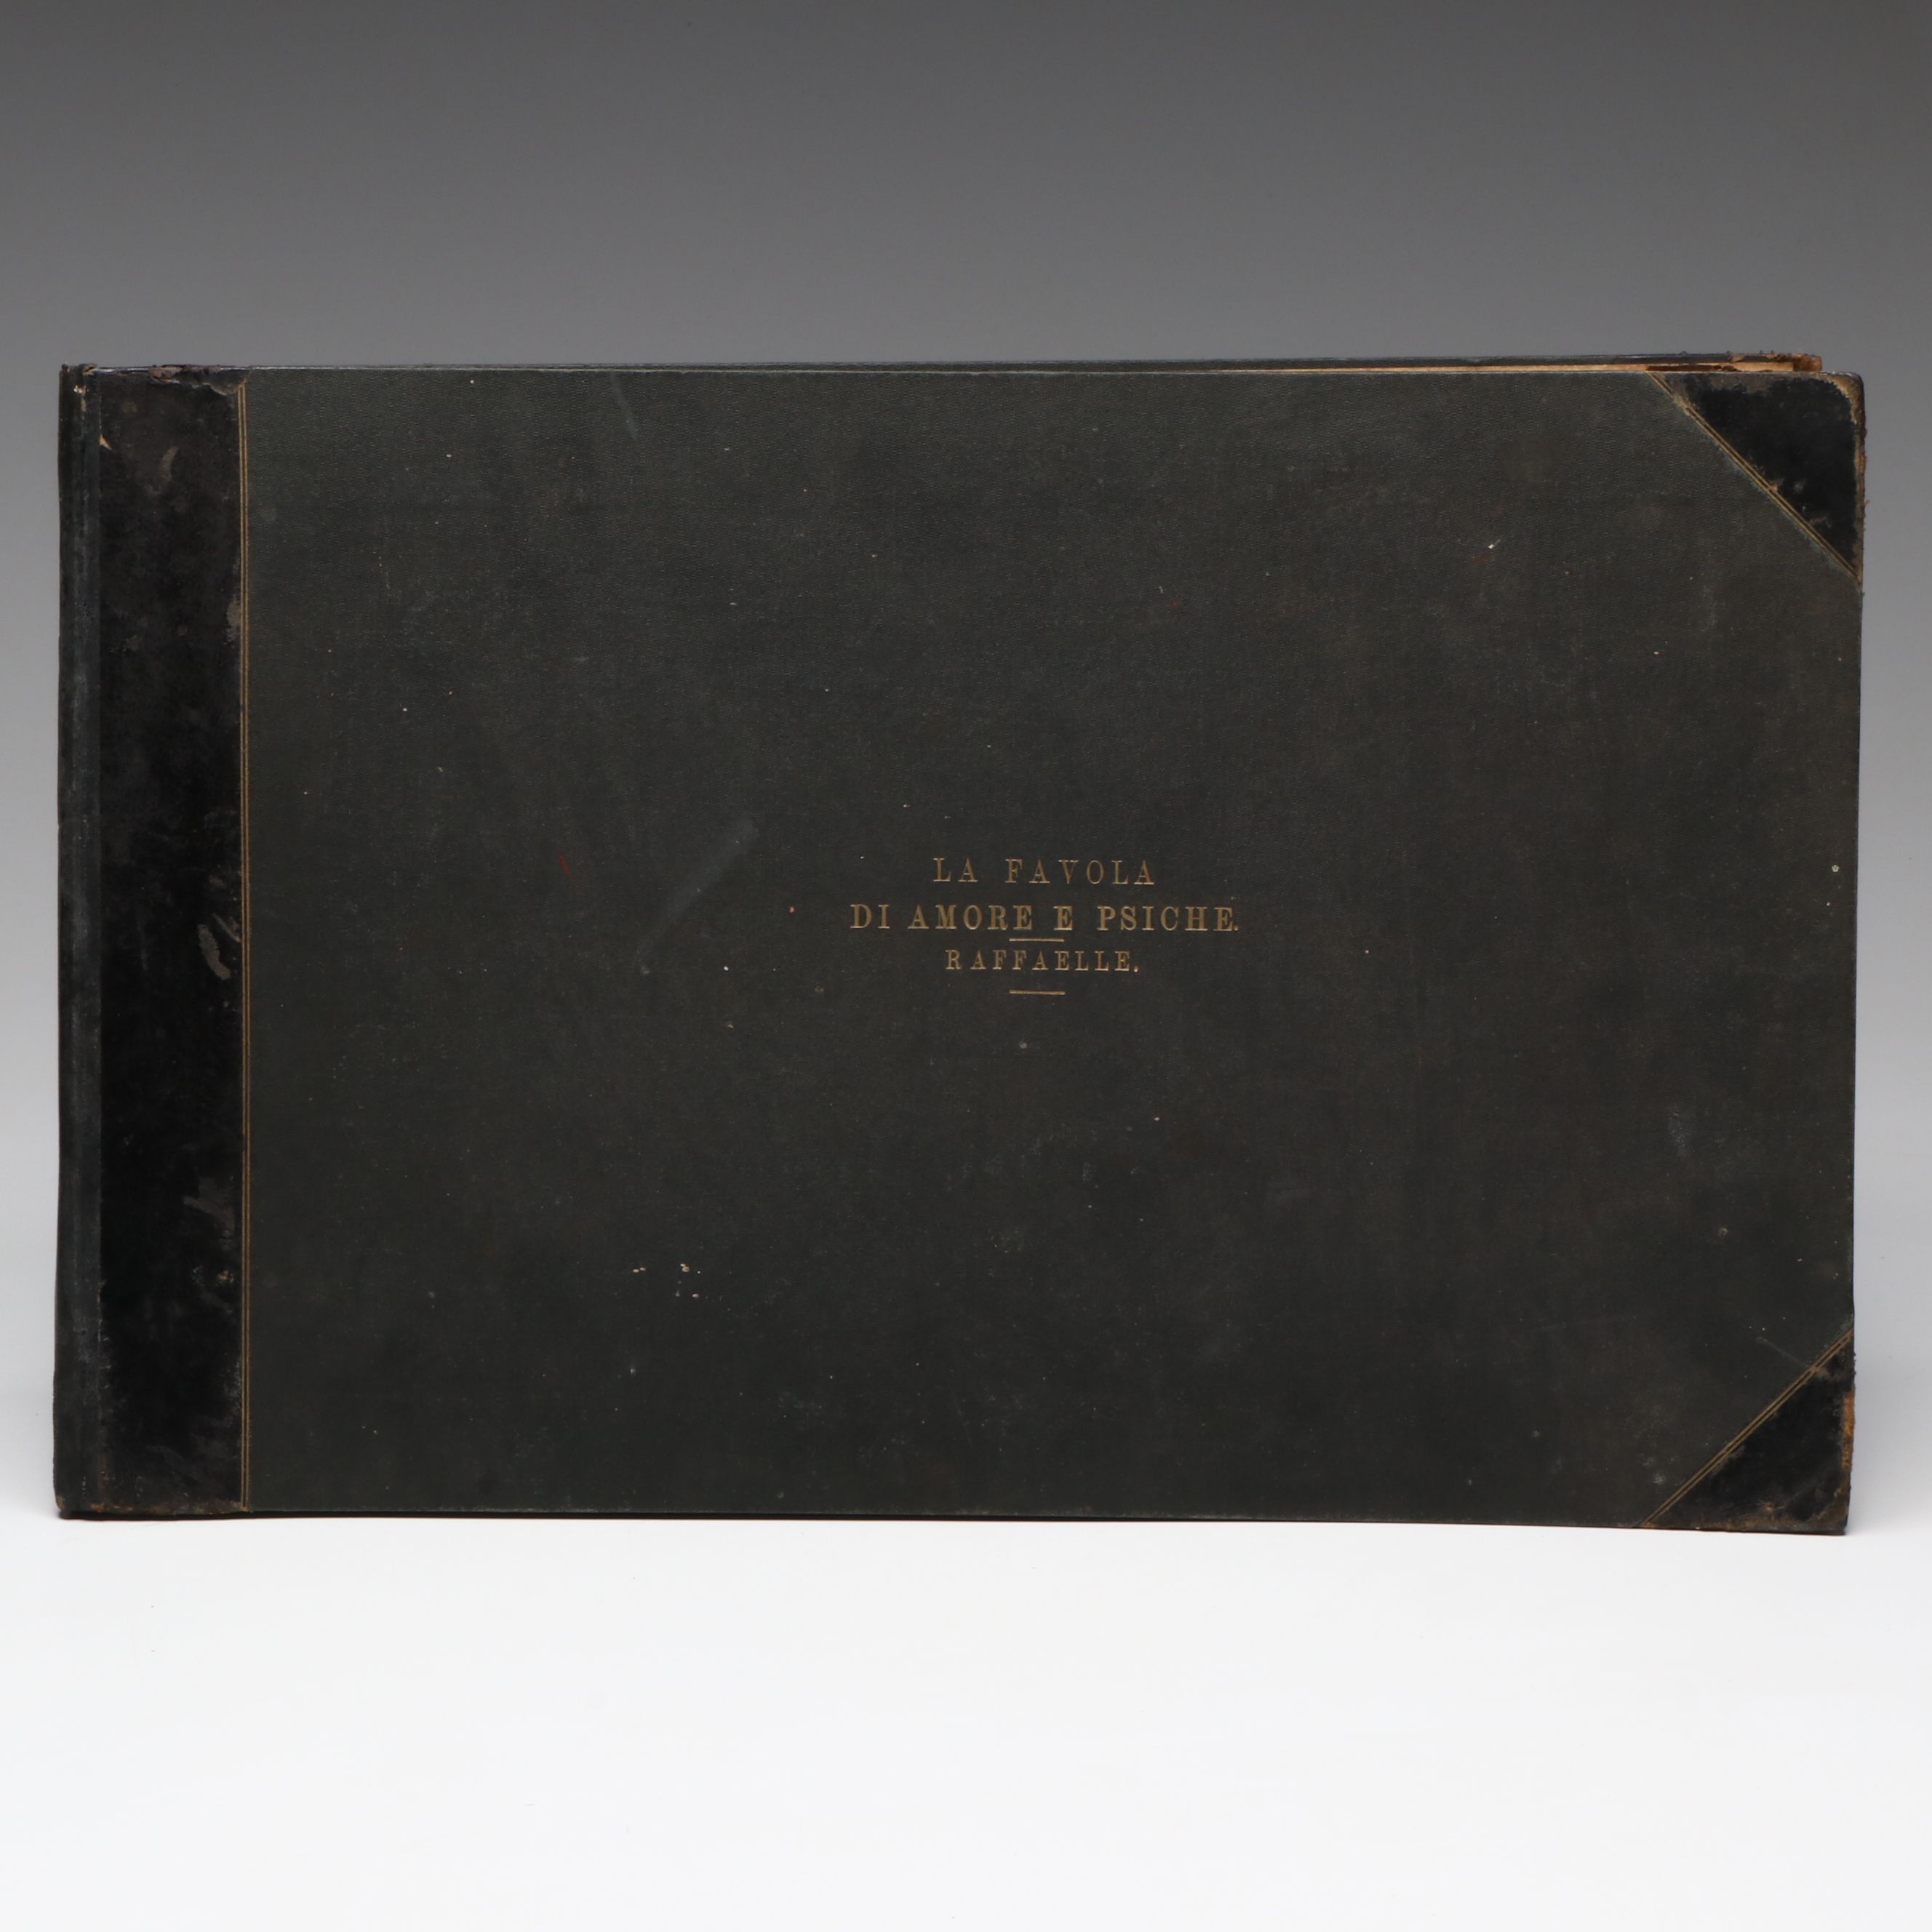 LA FAVOLA
DI AMORE E PSICHE.
RAFFAELLE.